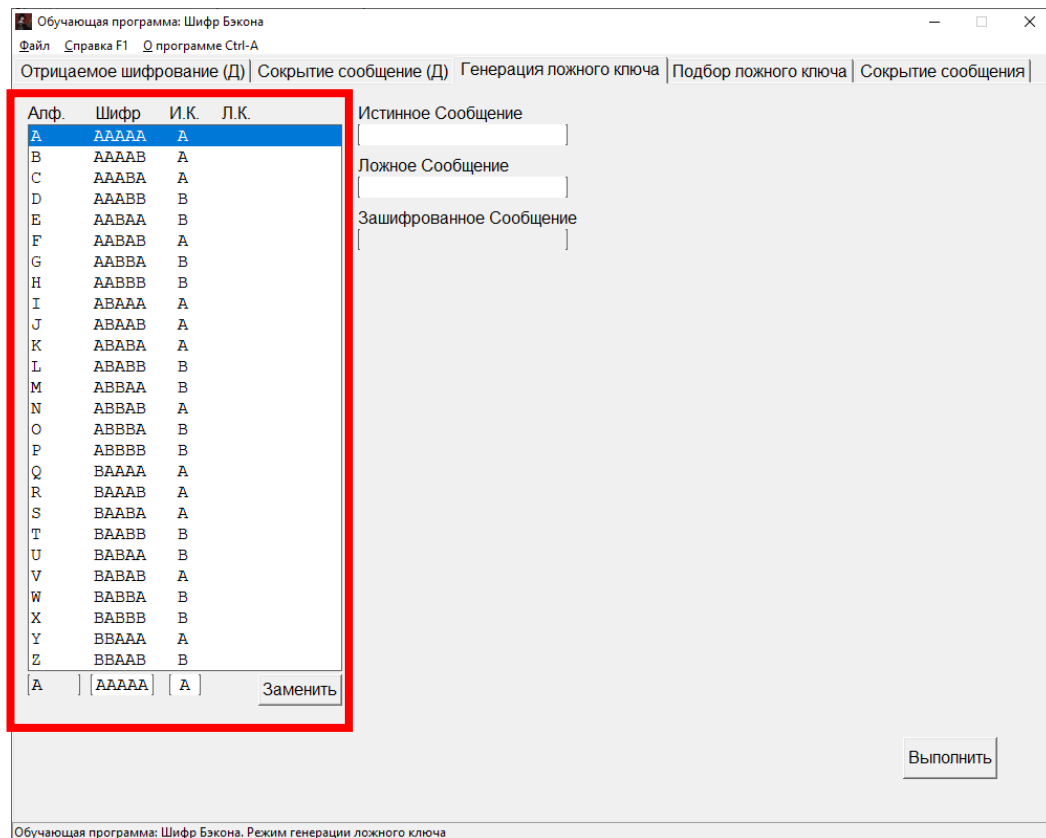 Обучающая программа: Шифр Бэкона
Файл Справка F1 О программе Ctrl-A
Отрицаемое шифрование (Д) Сокрытие сообщение (Д) Генерация ложного ключа Подбор ложного ключа Сокрытие сообщения
Алф. Шифр И.К. Л.К.
A AAAAA A
B AAAAB A
C AAABA A
D AAABB B
E AABAA B
F AABAB A
G AABBA B
H AABBB B
I ABAAA A
J ABAAB A
K ABABA A
L ABABB B
M ABBAA B
N ABBAB A
O ABBBA B
P ABBBB B
Q BAAAA A
R BAAAB A
S BAABA A
T BAABB B
U BABAA B
V BABAB A
W BABBA B
X BABBB B
Y BBAAA A
Z BBAAB B
A AAAAA A Заменить
Истинное Сообщение
Ложное Сообщение
Зашифрованное Сообщение
Выполнить
Обучающая программа: Шифр Бэкона. Режим генерации ложного ключа